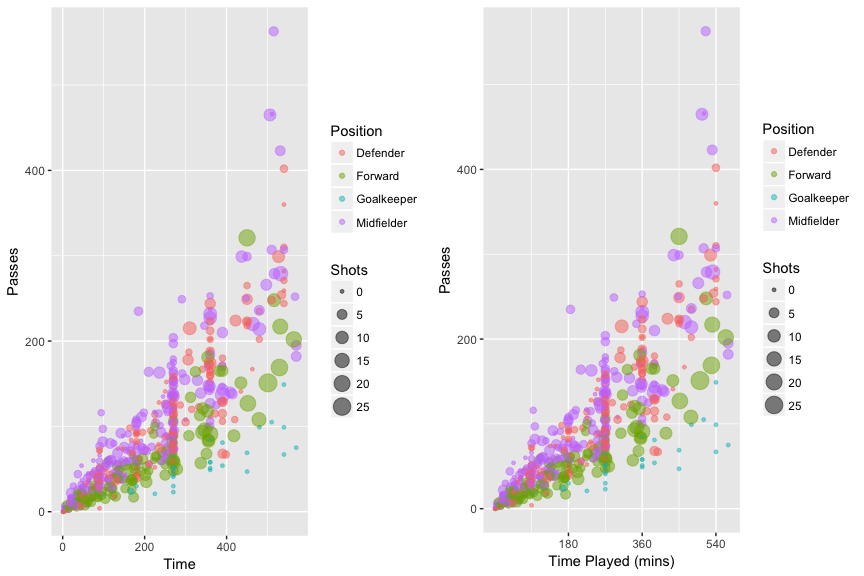 Passes
400
200
0
0
200
400
Time
Position
Defender
Forward
Goalkeeper
Midfielder
Shots
0
5
10
15
20
25
Passes
400
200
0
180
360
540
Time Played (mins)
Position
Defender
Forward
Goalkeeper
Midfielder
Shots
0
5
10
15
20
25